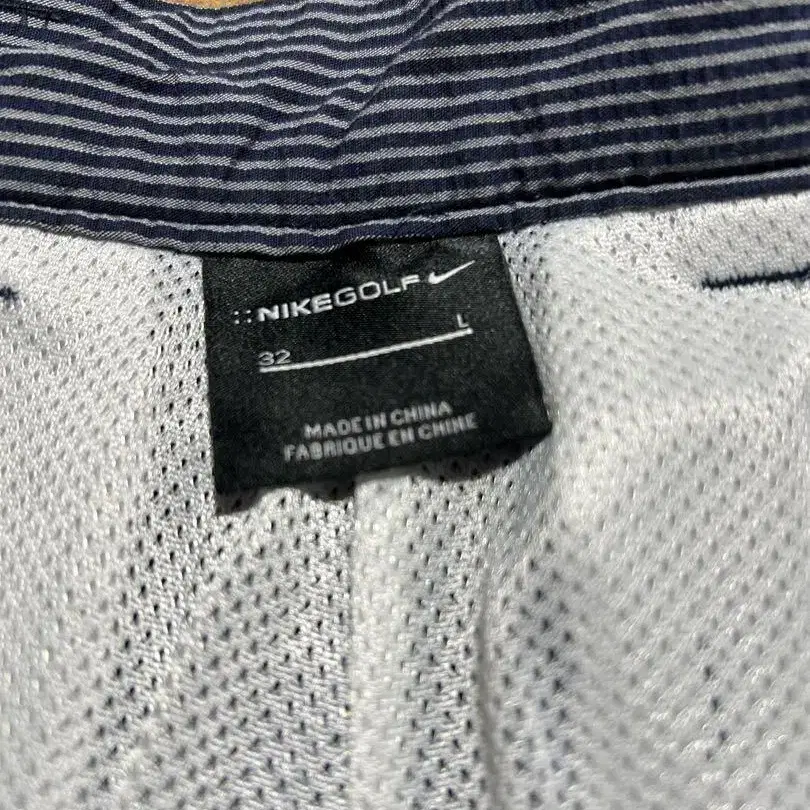 NIKEGOLF
32 L
MADE IN CHINA
FABRIQUE EN CHINE